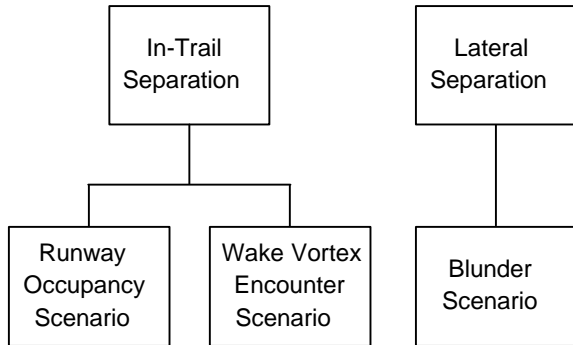 In-Trail
Separation
Lateral
Separation
Runway
Occupancy
Scenario
Wake Vortex
Encounter
Scenario
Blunder
Scenario